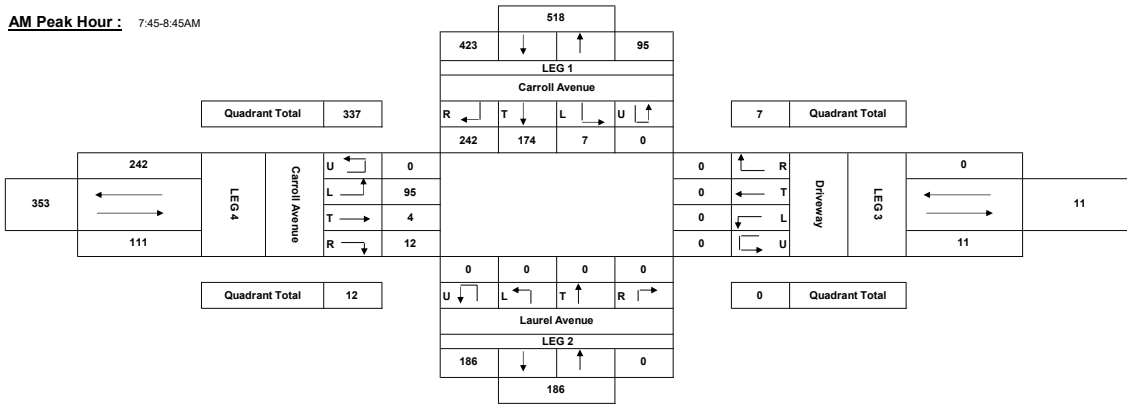 AM Peak Hour : 7:45-8:45AM
518
423 95
LEG 1
Carroll Avenue
Quadrant Total 337
R T L U
7 Quadrant Total
242 174 7 0
242
353
111
LEG 4
Carroll Avenue
U 0
L 95
T 4
R 12
0 R
0 T
0 L
0 U
Driveway
LEG 3
0
11
11
0 0 0 0
Quadrant Total 12
U L T R
0 Quadrant Total
Laurel Avenue
LEG 2
186 0
186